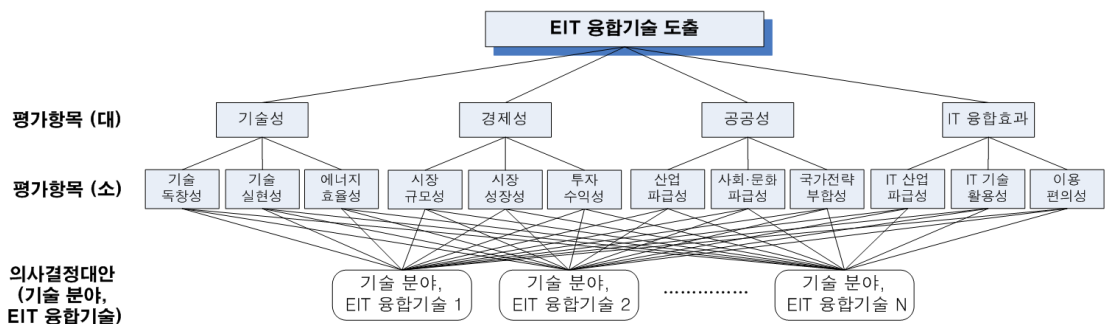 EIT 융합기술 도출
평가항목 (대)
기술성
경제성
공공성
IT 융합효과
평가항목 (소)
기술
독창성
기술
실현성
에너지
효율성
시장
규모성
시장
성장성
투자
수익성
산업
파급성
사회·문화
파급성
국가전략
부합성
IT 산업
파급성
IT 기술
활용성
이용
편의성
의사결정대안
(기술 분야,
EIT 융합기술)
기술 분야,
EIT 융합기술 1
기술 분야,
EIT 융합기술 2
……………
기술 분야,
EIT 융합기술 N